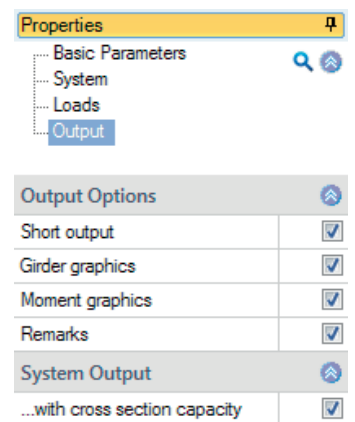 Properties
Basic Parameters
System
Loads
Output
Output Options
Short output
Girder graphics
Moment graphics
Remarks
System Output
...with cross section capacity